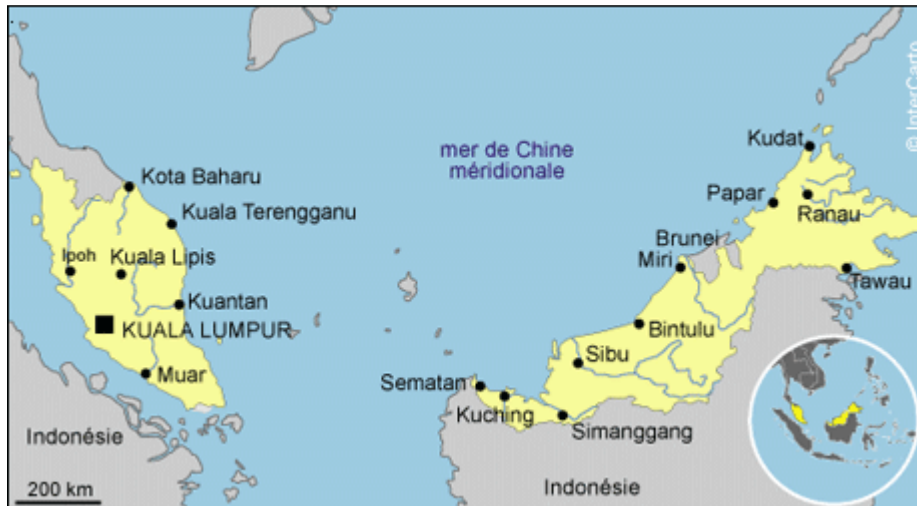 © InterCarto
mer de Chine
méridionale
Kudat
Kota Baharu
Papar
Ranau
Kuala Terengganu
Brunei
Ipoh
Kuala Lipis
Miri
Tawau
Kuantan
KUALA LUMPUR
Bintulu
Sibu
Muar
Sematan
Kuching
Simanggang
Indonésie
200 km
Indonésie